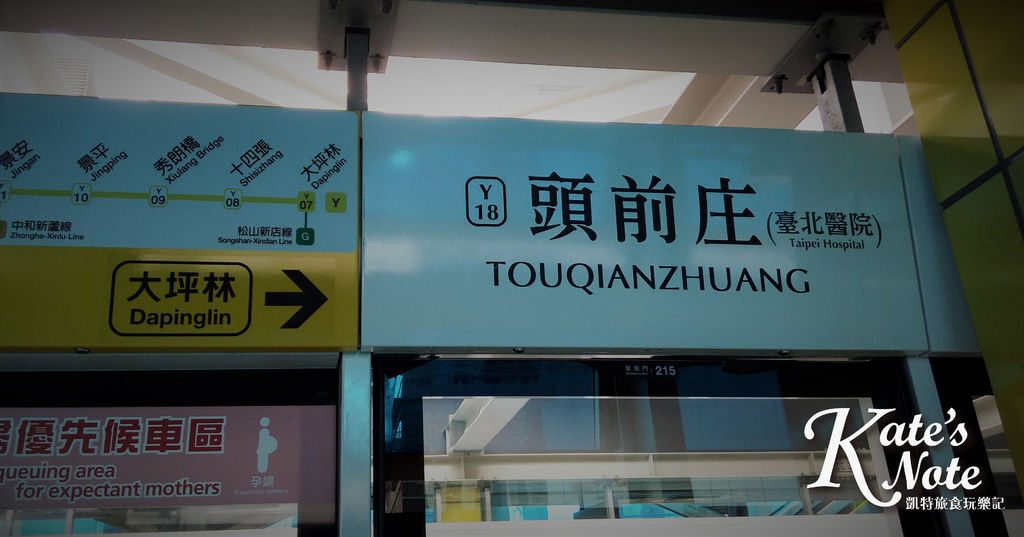 景安
Jingan
景平
Jingping
秀朗橋
Xiulang Bridge
十四張
Shisizhang
大坪林
Dapinglin
1
Y
10
Y
09
Y
08
Y
07
Y
中和新蘆線
Zhonghe-Xinlu Line
松山新店線
Songshan-Xindian Line
G
大坪林
Dapinglin
Y
18
頭前庄
(臺北醫院)
Taipei Hospital
TOUQIANZHUANG
215
優先候車區
queuing area
for expectant mothers
孕婦
Expectant mothers
Kate's
Note
凱特旅食玩樂記